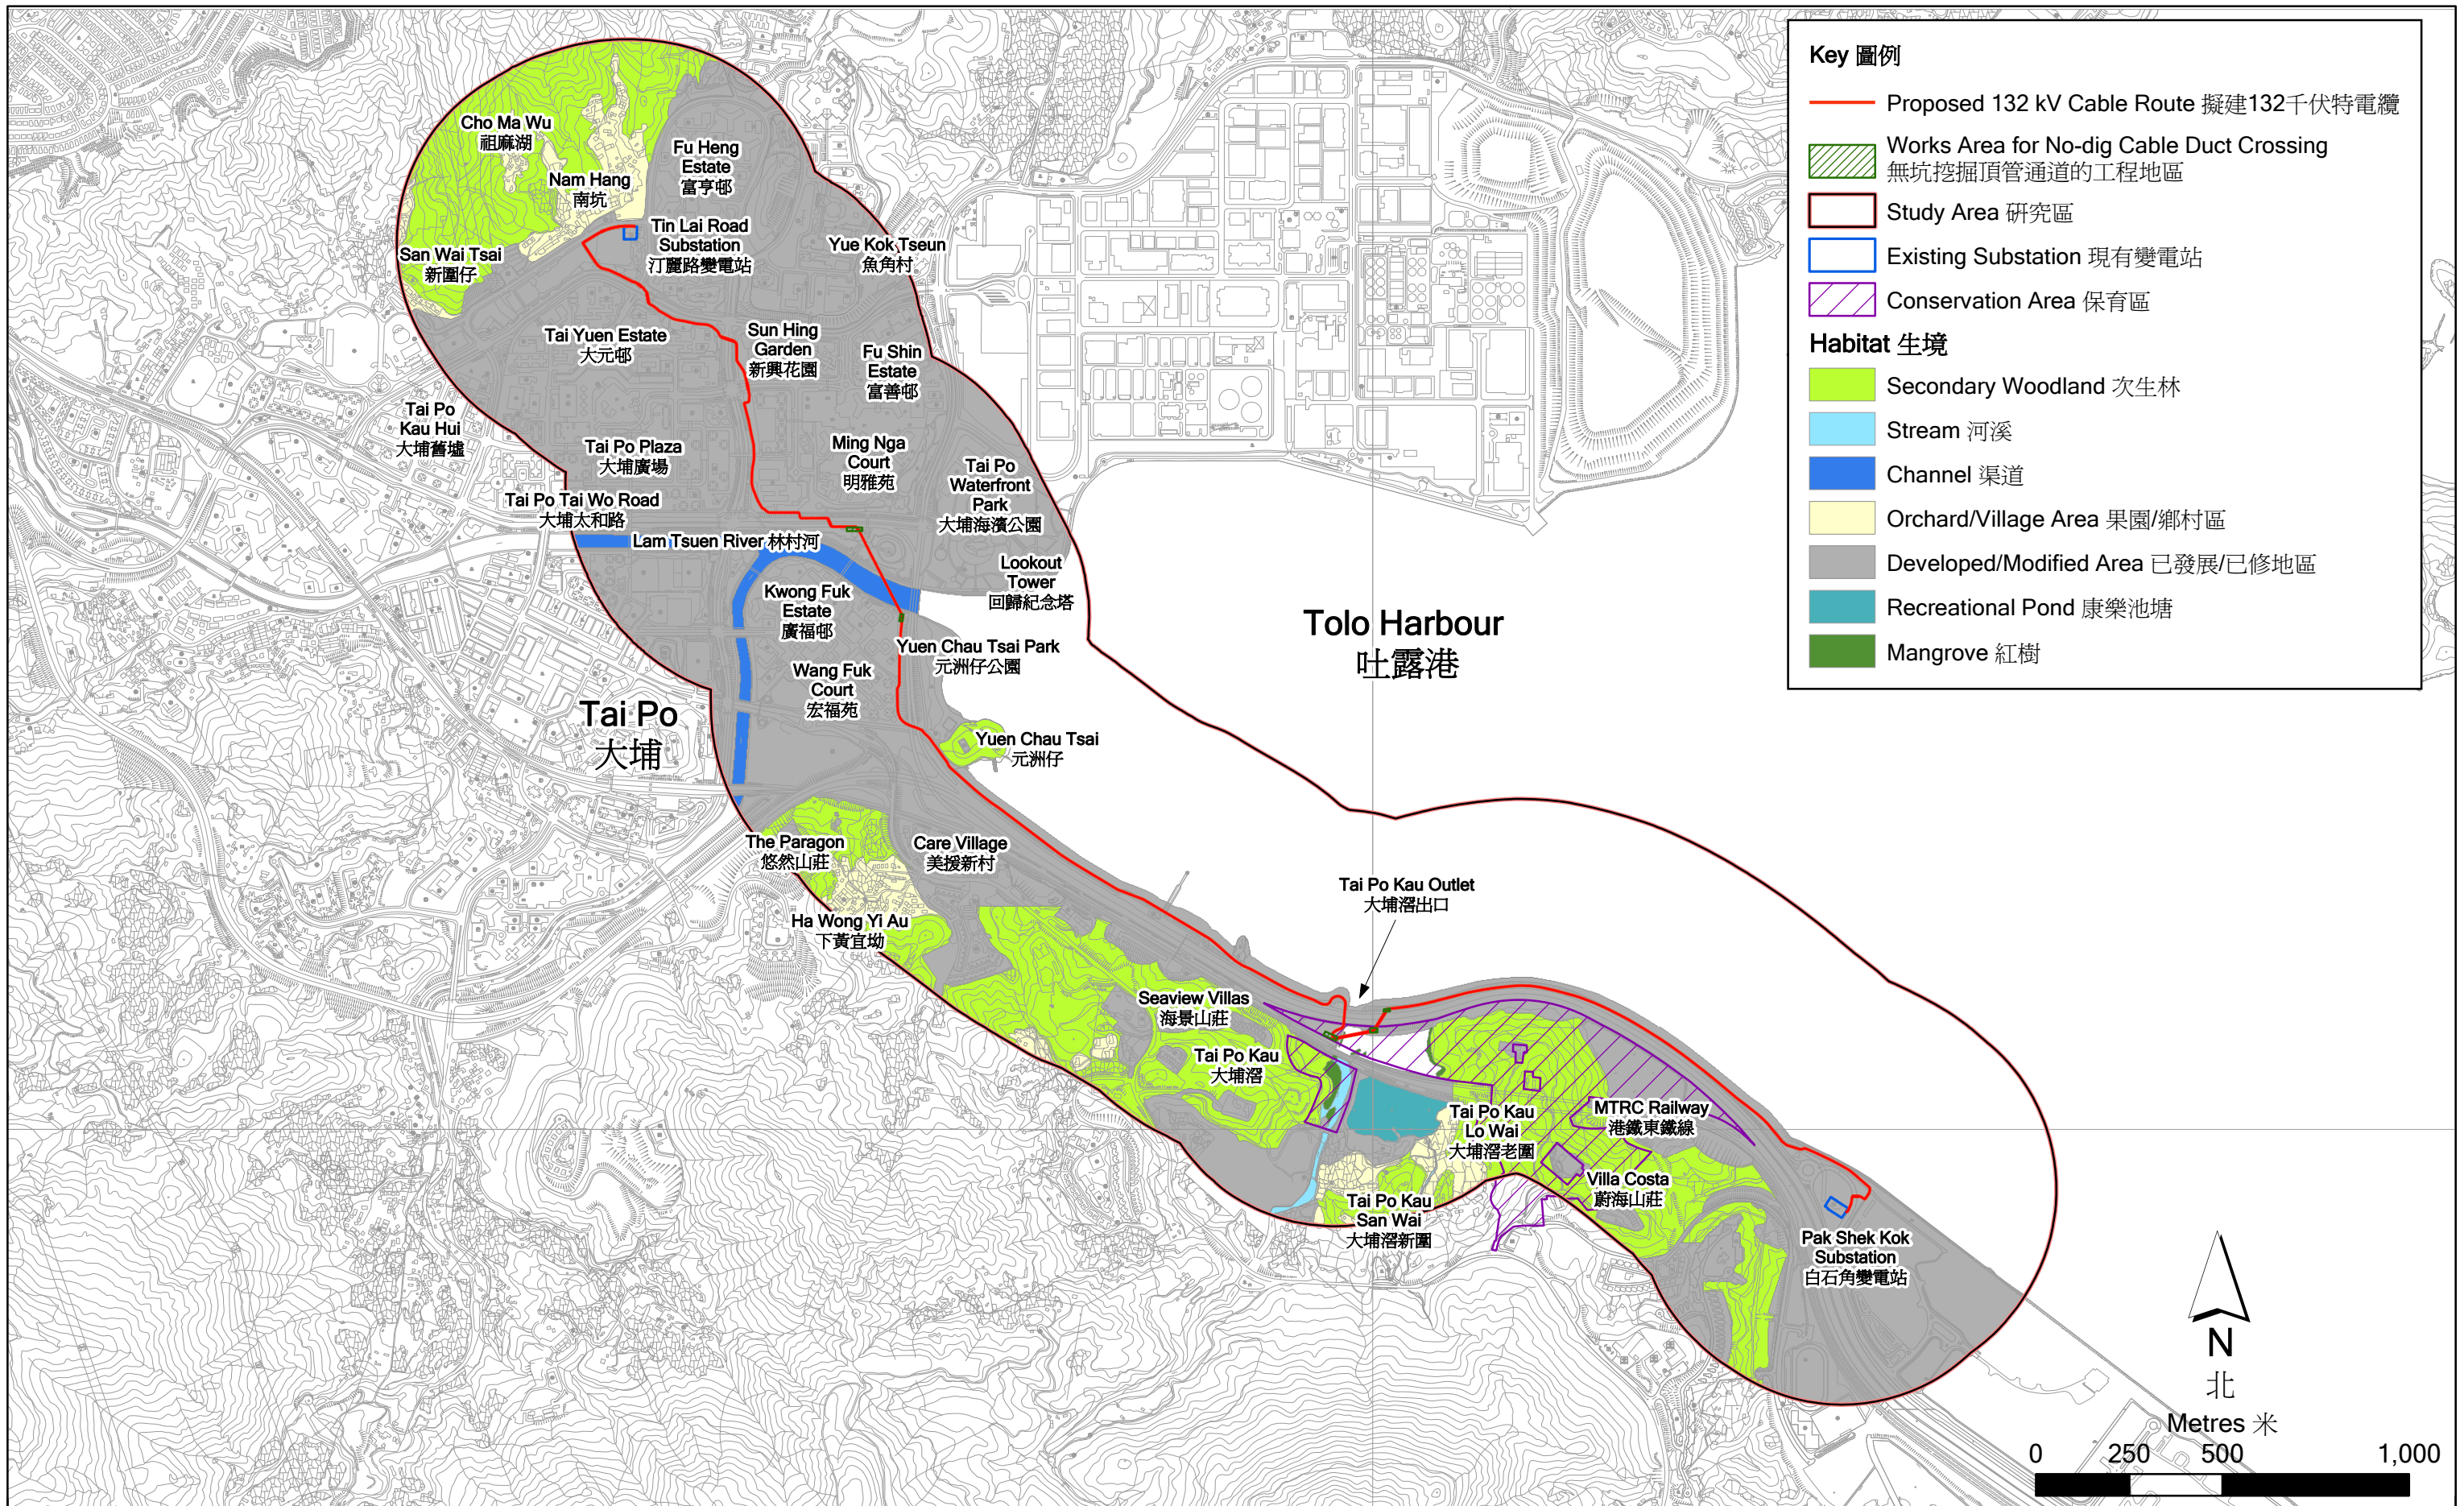 Key 圖例
Proposed 132 kV Cable Route 擬建132千伏特電纜
Works Area for No-dig Cable Duct Crossing
無坑挖掘頂管通道的工程地區
Study Area 研究區
Existing Substation 現有變電站
Conservation Area 保育區
Habitat 生境
Secondary Woodland 次生林
Stream 河溪
Channel 渠道
Orchard/Village Area 果園/鄉村區
Developed/Modified Area 已發展/已修地區
Recreational Pond 康樂池塘
Mangrove 紅樹
Cho Ma Wu
祖麻湖
Nam Hang
南坑
Fu Heng
Estate
富亨邨
San Wai Tsai
新圍仔
Tin Lai Road
Substation
汀麗路變電站
Yue Kok Tseun
魚角村
Tai Yuen Estate
大元邨
Sun Hing
Garden
新興花園
Fu Shin
Estate
富善邨
Tai Po
Kau Hui
大埔舊墟
Tai Po Plaza
大埔廣場
Ming Nga
Court
明雅苑
Tai Po
Waterfront
Park
大埔海濱公園
Tai Po Tai Wo Road
大埔太和路
Lam Tsuen River 林村河
Lookout
Tower
回歸紀念塔
Kwong Fuk
Estate
廣福邨
Yuen Chau Tsai Park
元洲仔公園
Wang Fuk
Court
宏福苑
Tolo Harbour
吐露港
Tai Po
大埔
Yuen Chau Tsai
元洲仔
The Paragon
悠然山莊
Care Village
美援新村
Ha Wong Yi Au
下黃宜坳
Tai Po Kau Outlet
大埔滘出口
Seaview Villas
海景山莊
Tai Po Kau
大埔滘
Tai Po Kau
Lo Wai
大埔滘老圍
MTRC Railway
港鐵東鐵線
Villa Costa
蔚海山莊
Tai Po Kau
San Wai
大埔滘新圍
Pak Shek Kok
Substation
白石角變電站
N
北
Metres 米
0 250 500 1,000